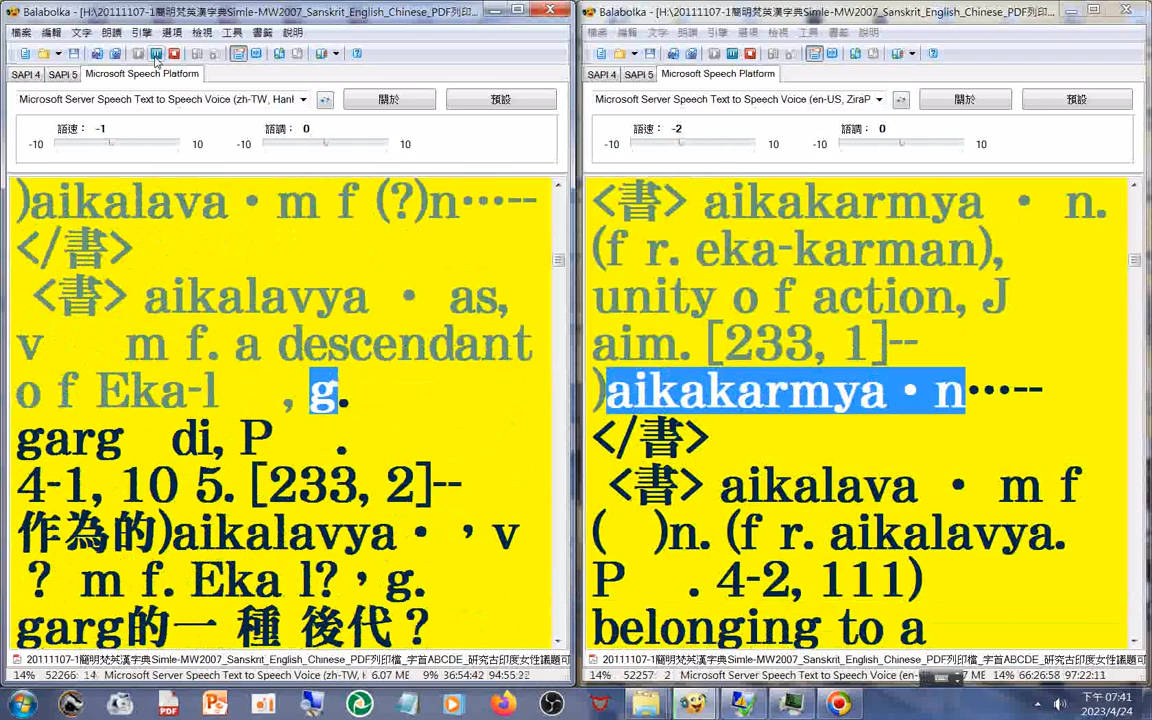 Balabolka - [H:\20111107-1簡明梵英漢字典Simle-MW2007_Sanskrit_English_Chinese_PDF列印...
檔案 編輯 文字 朗讀 引擎 選項 檢視 工具 書籤 說明
SAPI 4 SAPI 5 Microsoft Speech Platform
Microsoft Server Speech Text to Speech Voice (zh-TW, Hanl 關於 預設
語速： -1 語調： 0
-10 10 -10 10
)aikalava・m f (?)n…--
</書>
<書> aikalavya ・ as,
v m f. a descendant
o f Eka-l , g.
garg di, P .
4-1, 10 5. [233, 2]--
作為的)aikalavya・，v
？ m f. Eka l?，g.
garg的一 種 後代？
20111107-1簡明梵英漢字典Simle-MW2007_Sanskrit_English_Chinese_PDF列印檔_字首ABCDE_研究古印度女性議題可
14% 52266: 14 Microsoft Server Speech Text to Speech Voice (zh-TW, H 6.07 MB 9% 36:54:42 94:55:32
Balabolka - [H:\20111107-1簡明梵英漢字典Simle-MW2007_Sanskrit_English_Chinese_PDF列印...
檔案 編輯 文字 朗讀 引擎 選項 檢視 工具 書籤 說明
SAPI 4 SAPI 5 Microsoft Speech Platform
Microsoft Server Speech Text to Speech Voice (en-US, ZiraP 關於 預設
語速： -2 語調： 0
-10 10 -10 10
<書> aikakarmya ・ n.
(f r. eka-karman),
unity o f action, J
aim. [233, 1]--
)aikakarmya・n…--
</書>
<書> aikalava ・ m f
( )n. (f r. aikalavya.
P . 4-2, 111)
belonging to a
20111107-1簡明梵英漢字典Simle-MW2007_Sanskrit_English_Chinese_PDF列印檔_字首ABCDE_研究古印度女性議題可
14% 52257: 2 Microsoft Server Speech Text to Speech Voice 14% 66:26:58 97:22:11
下午 07:41
2023/4/24